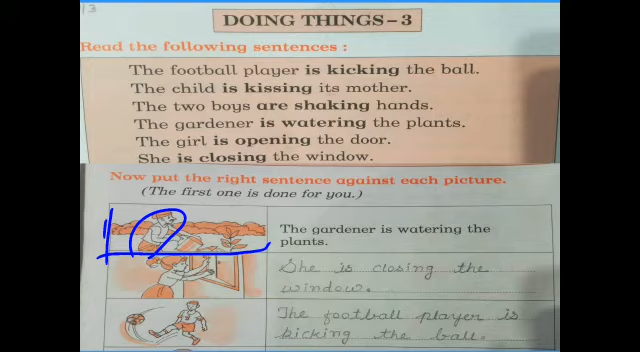 13
DOING THINGS-3
Read the following sentences :
The football player is kicking the ball.
The child is kissing its mother.
The two boys are shaking hands.
The gardener is watering the plants.
The girl is opening the door.
She is closing the window.
Now put the right sentence against each picture.
(The first one is done for you.)
The gardener is watering the
plants.
She is closing the
window.
The football player is
kicking the ball.